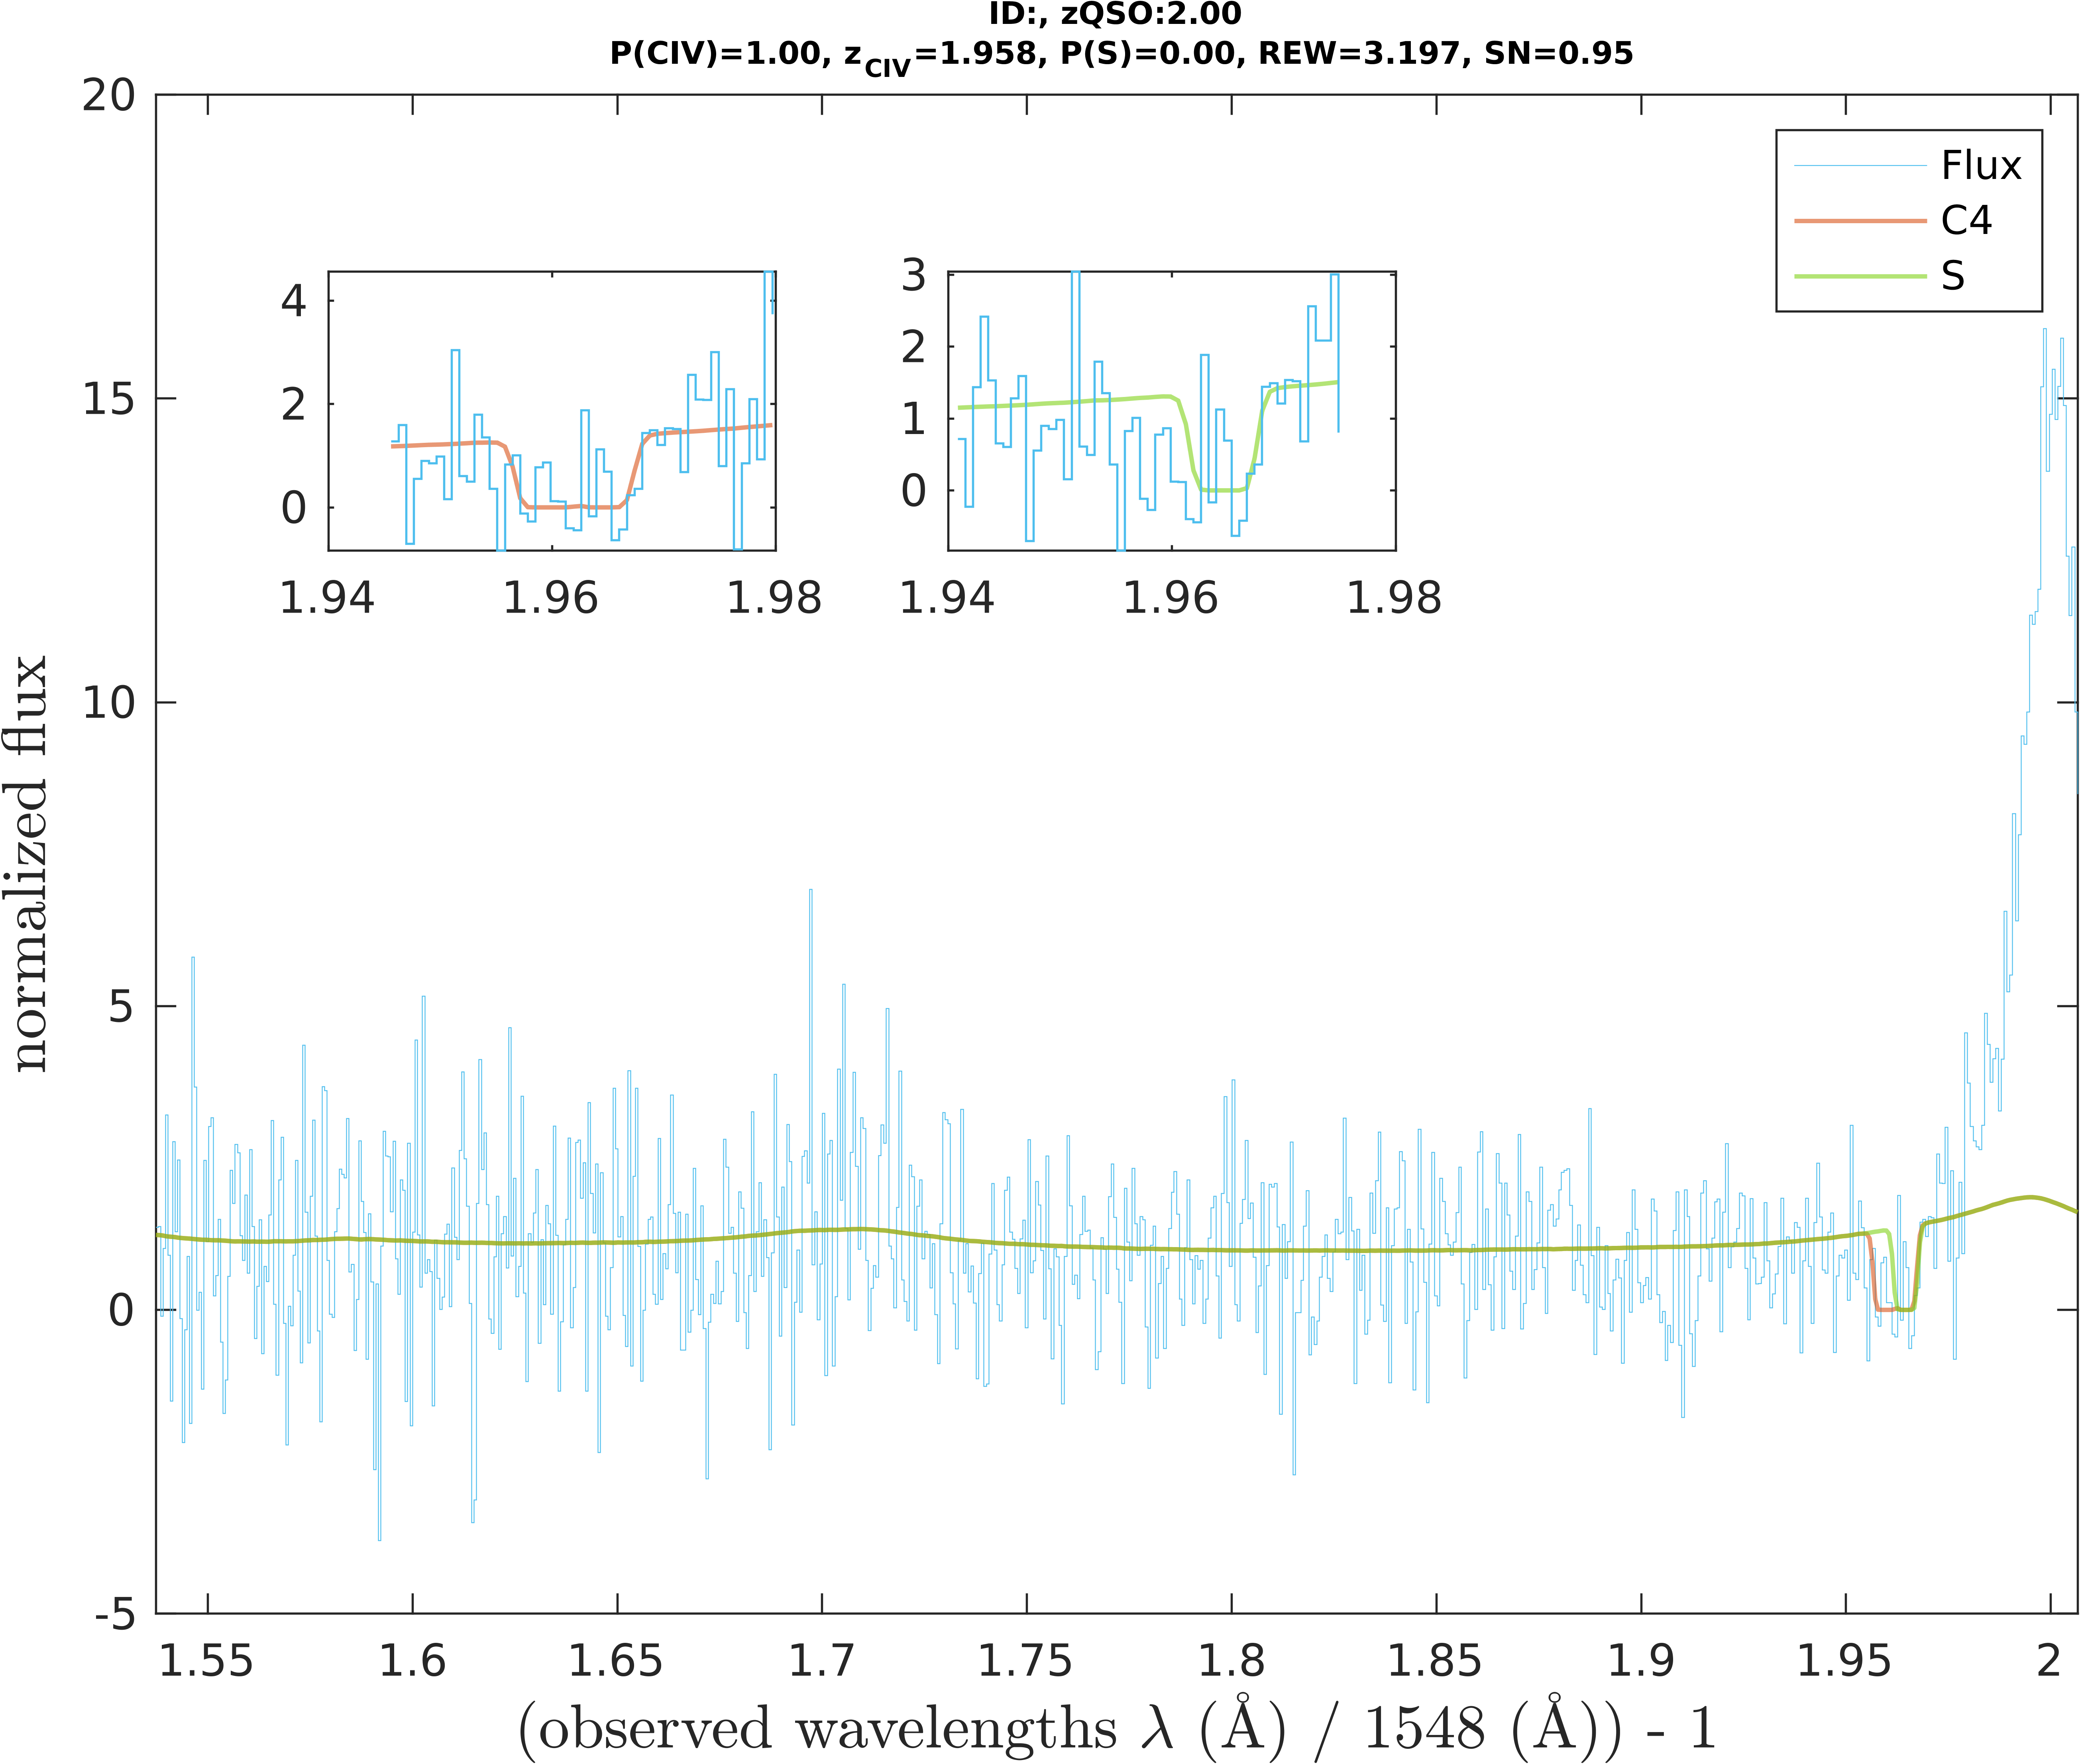 ID:, zQSO:2.00
P(CIV)=1.00, zCIV=1.958, P(S)=0.00, REW=3.197, SN=0.95
20
15
10
5
0
-5
normalized flux
Flux
C4
S
4
2
0
1.94 1.96 1.98
3
2
1
0
1.94 1.96 1.98
1.55 1.6 1.65 1.7 1.75 1.8 1.85 1.9 1.95 2
(observed wavelengths λ (Å) / 1548 (Å)) - 1